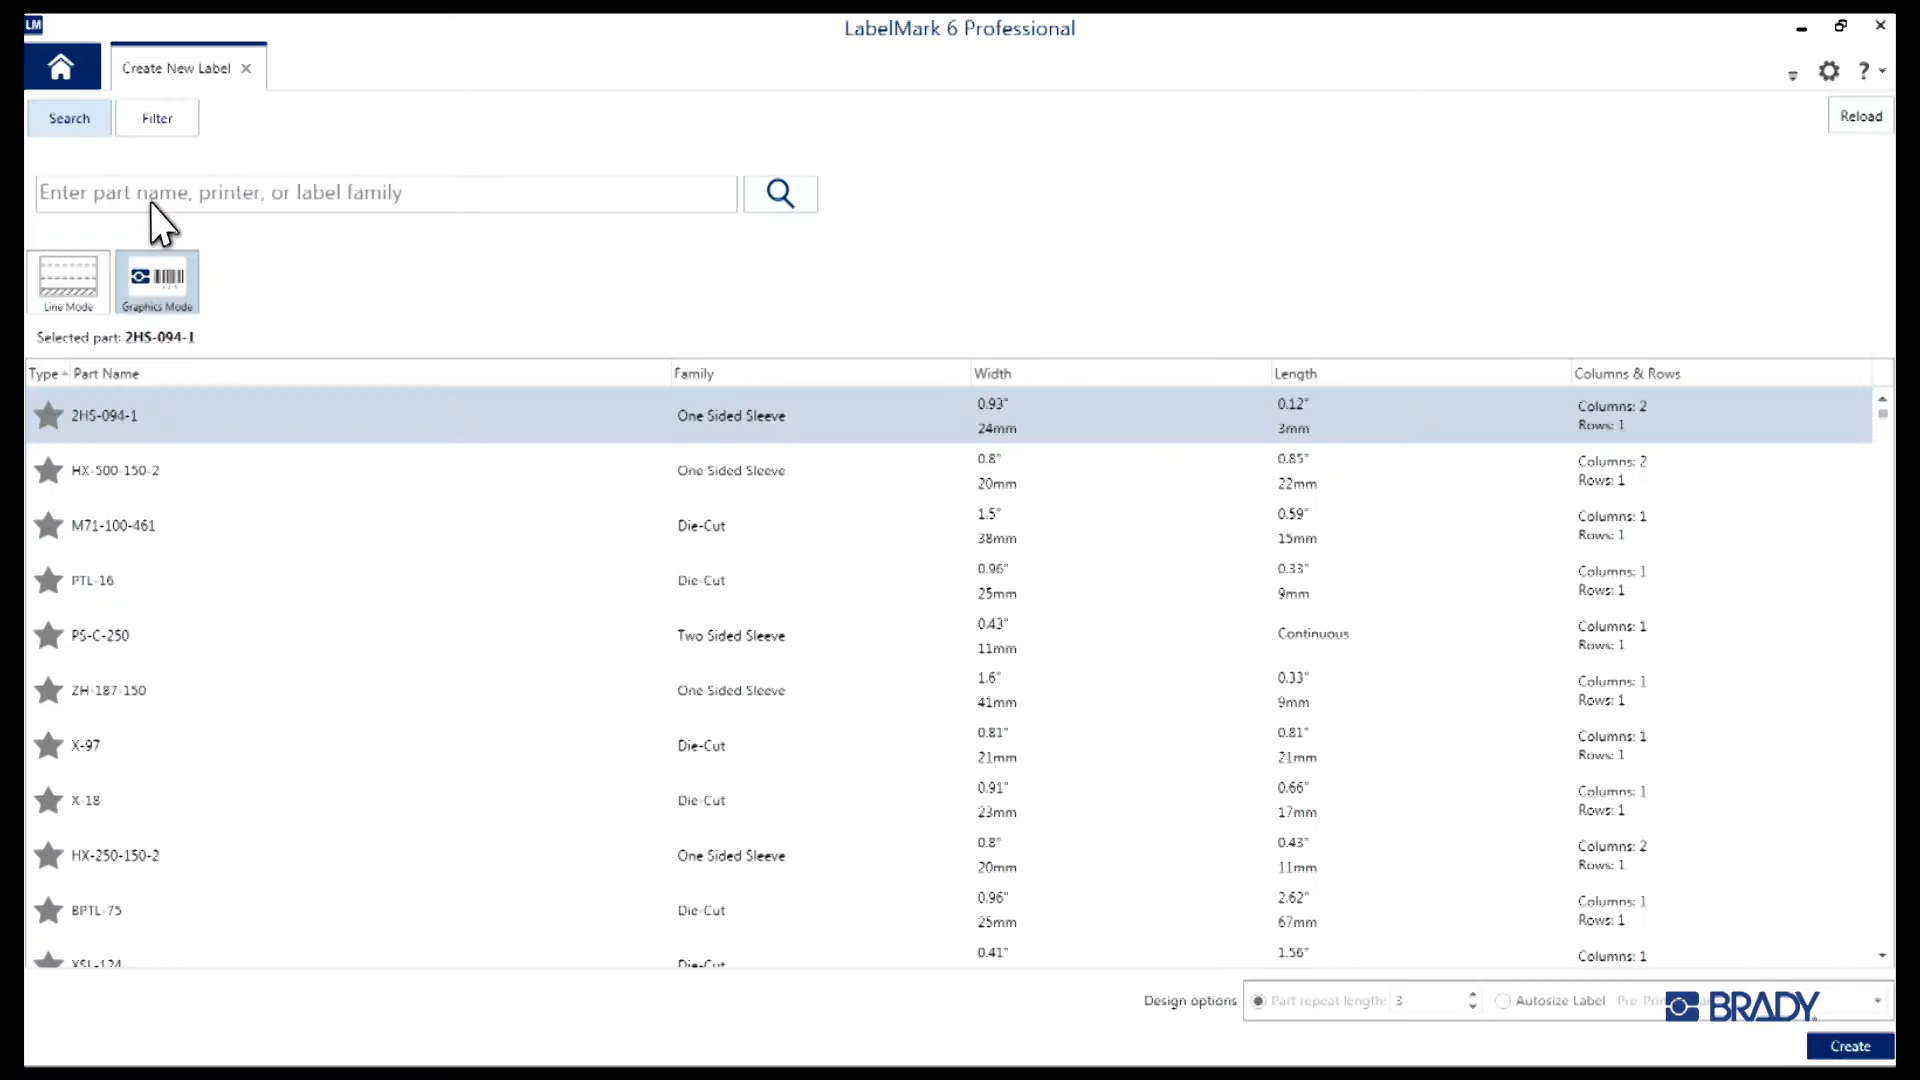 LM
LabelMark 6 Professional
Create New Label
?
Search
Filter
Reload
Enter part name, printer, or label family
Line Mode
Graphics Mode
Selected part: 2HS-094-1
Type Part Name Family Width Length Columns & Rows
2HS-094-1 One Sided Sleeve 0.93" 24mm 0.12" 3mm Columns: 2 Rows: 1
HX-500-150-2 One Sided Sleeve 0.8" 20mm 0.85" 22mm Columns: 2 Rows: 1
M71-100-461 Die-Cut 1.5" 38mm 0.59" 15mm Columns: 1 Rows: 1
PTL-16 Die-Cut 0.96" 25mm 0.33" 9mm Columns: 1 Rows: 1
PS-C-250 Two Sided Sleeve 0.43" 11mm Continuous Columns: 1 Rows: 1
ZH-187-150 One Sided Sleeve 1.6" 41mm 0.33" 9mm Columns: 1 Rows: 1
X-97 Die-Cut 0.81" 21mm 0.81" 21mm Columns: 1 Rows: 1
X-18 Die-Cut 0.91" 23mm 0.66" 17mm Columns: 1 Rows: 1
HX-250-150-2 One Sided Sleeve 0.8" 20mm 0.43" 11mm Columns: 2 Rows: 1
BPTL-75 Die-Cut 0.96" 25mm 2.62" 67mm Columns: 1 Rows: 1
XSL-124 Die-Cut 0.41" 1.56" Columns: 1
Design options Part repeat length: 3 Autosize Label
BRADY
Create